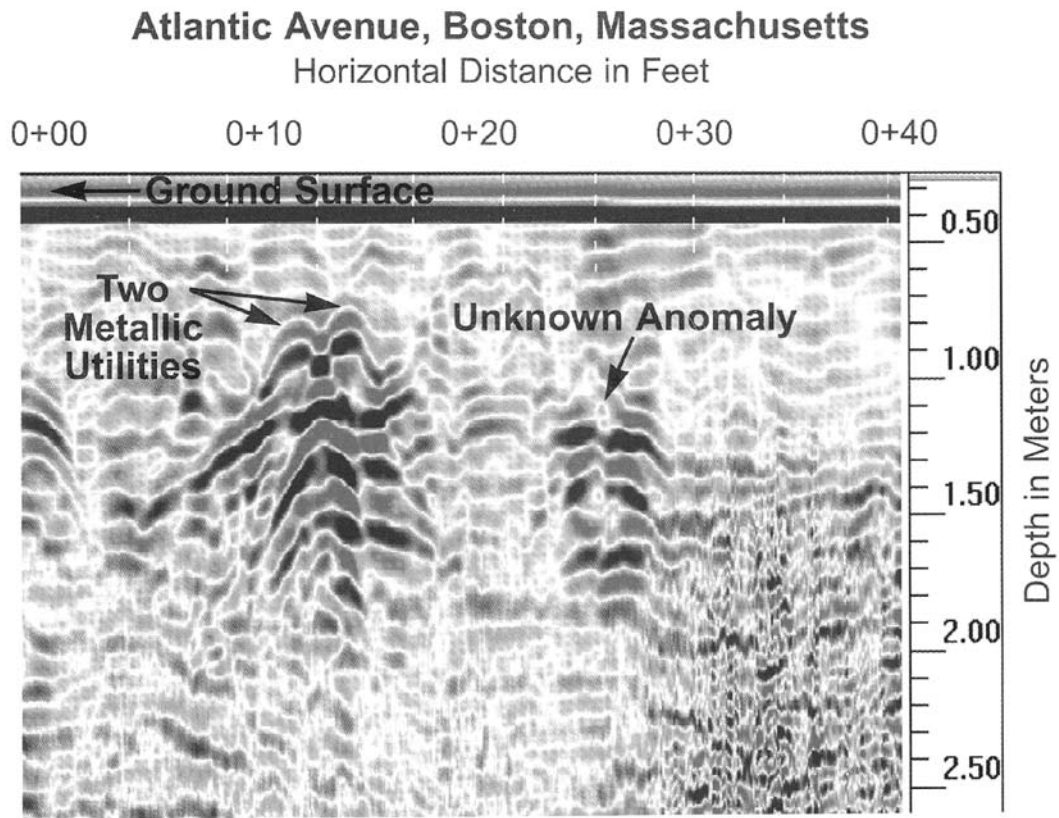 Atlantic Avenue, Boston, Massachusetts
Horizontal Distance in Feet
0+00 0+10 0+20 0+30 0+40
Ground Surface
0.50
Two
Metallic
Utilities
Unknown Anomaly
1.00
1.50
2.00
2.50
Depth in Meters